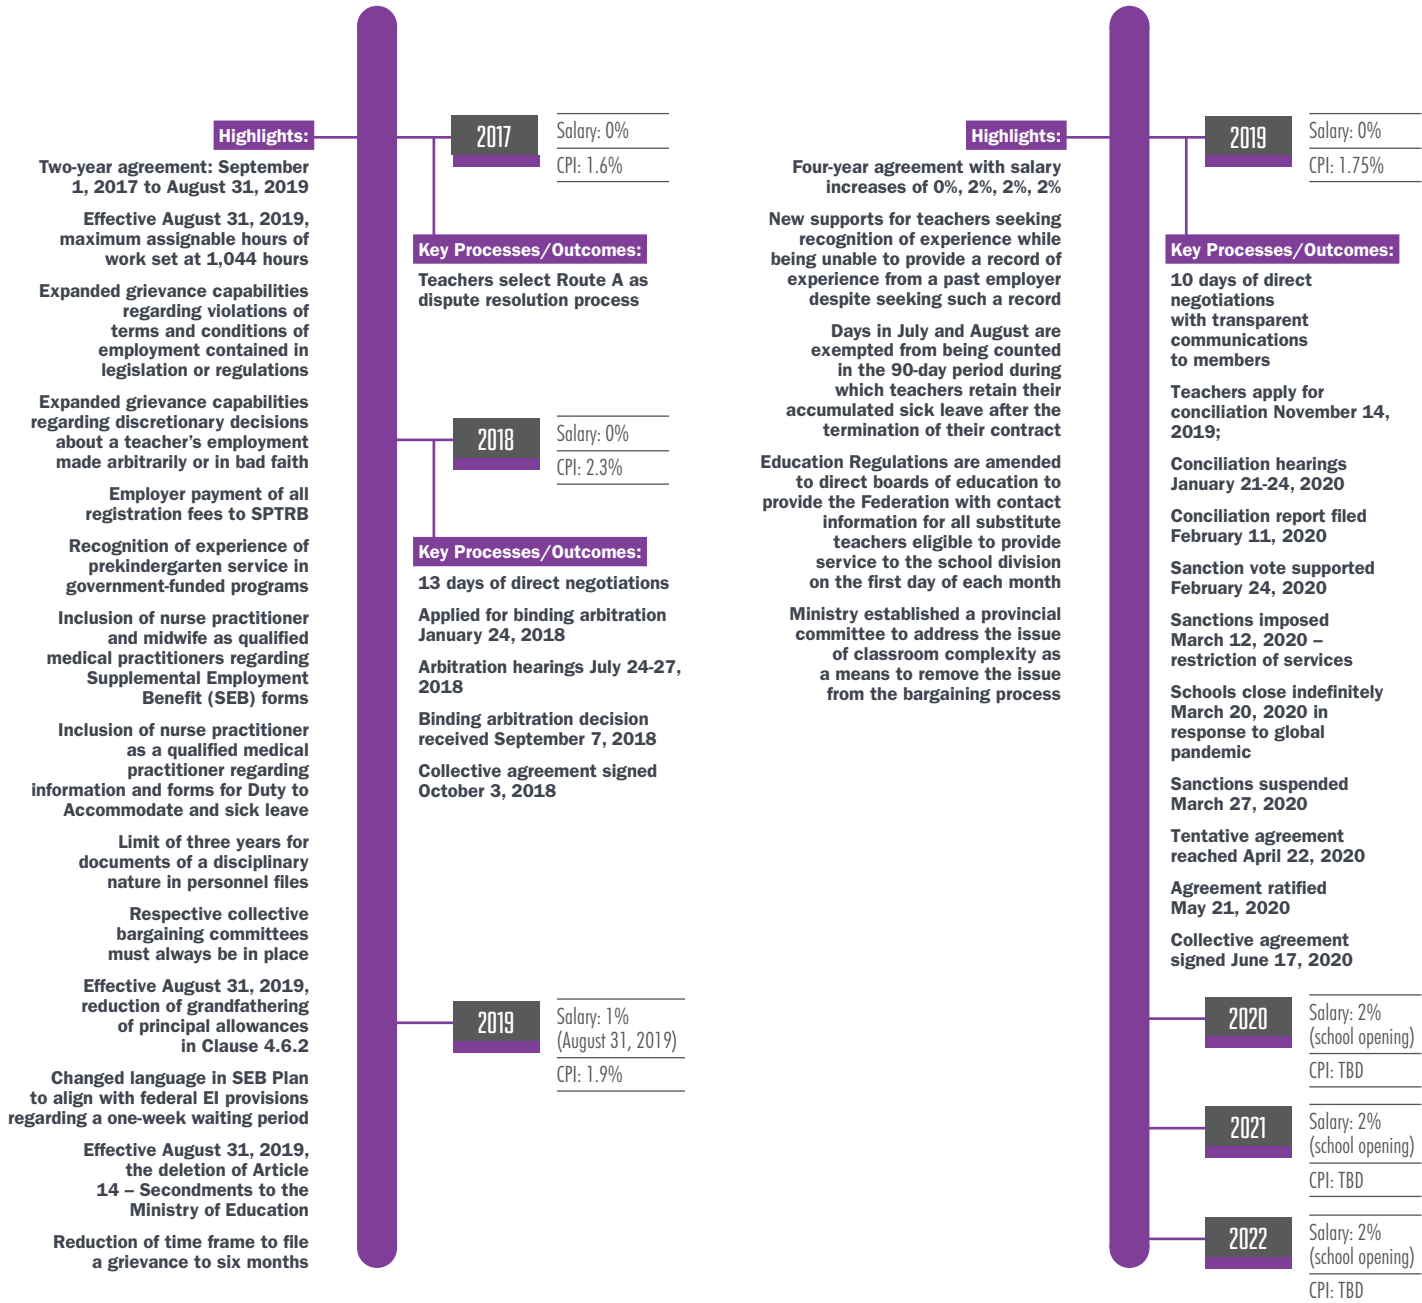 Highlights:
Two-year agreement: September
1, 2017 to August 31, 2019
Effective August 31, 2019,
maximum assignable hours of
work set at 1,044 hours
Expanded grievance capabilities
regarding violations of
terms and conditions of
employment contained in
legislation or regulations
Expanded grievance capabilities
regarding discretionary decisions
about a teacher’s employment
made arbitrarily or in bad faith
Employer payment of all
registration fees to SPTRB
Recognition of experience of
prekindergarten service in
government-funded programs
Inclusion of nurse practitioner
and midwife as qualified
medical practitioners regarding
Supplemental Employment
Benefit (SEB) forms
Inclusion of nurse practitioner
as a qualified medical
practitioner regarding
information and forms for Duty to
Accommodate and sick leave
Limit of three years for
documents of a disciplinary
nature in personnel files
Respective collective
bargaining committees
must always be in place
Effective August 31, 2019,
reduction of grandfathering
of principal allowances
in Clause 4.6.2
Changed language in SEB Plan
to align with federal EI provisions
regarding a one-week waiting period
Effective August 31, 2019,
the deletion of Article
14 – Secondments to the
Ministry of Education
Reduction of time frame to file
a grievance to six months
2017
Salary: 0%
CPI: 1.6%
Key Processes/Outcomes:
Teachers select Route A as
dispute resolution process
2018
Salary: 0%
CPI: 2.3%
Key Processes/Outcomes:
13 days of direct negotiations
Applied for binding arbitration
January 24, 2018
Arbitration hearings July 24-27,
2018
Binding arbitration decision
received September 7, 2018
Collective agreement signed
October 3, 2018
2019
Salary: 1%
(August 31, 2019)
CPI: 1.9%
Highlights:
Four-year agreement with salary
increases of 0%, 2%, 2%, 2%
New supports for teachers seeking
recognition of experience while
being unable to provide a record of
experience from a past employer
despite seeking such a record
Days in July and August are
exempted from being counted
in the 90-day period during
which teachers retain their
accumulated sick leave after the
termination of their contract
Education Regulations are amended
to direct boards of education to
provide the Federation with contact
information for all substitute
teachers eligible to provide
service to the school division
on the first day of each month
Ministry established a provincial
committee to address the issue
of classroom complexity as
a means to remove the issue
from the bargaining process
2019
Salary: 0%
CPI: 1.75%
Key Processes/Outcomes:
10 days of direct
negotiations
with transparent
communications
to members
Teachers apply for
conciliation November 14,
2019;
Conciliation hearings
January 21-24, 2020
Conciliation report filed
February 11, 2020
Sanction vote supported
February 24, 2020
Sanctions imposed
March 12, 2020 –
restriction of services
Schools close indefinitely
March 20, 2020 in
response to global
pandemic
Sanctions suspended
March 27, 2020
Tentative agreement
reached April 22, 2020
Agreement ratified
May 21, 2020
Collective agreement
signed June 17, 2020
2020
Salary: 2%
(school opening)
CPI: TBD
2021
Salary: 2%
(school opening)
CPI: TBD
2022
Salary: 2%
(school opening)
CPI: TBD